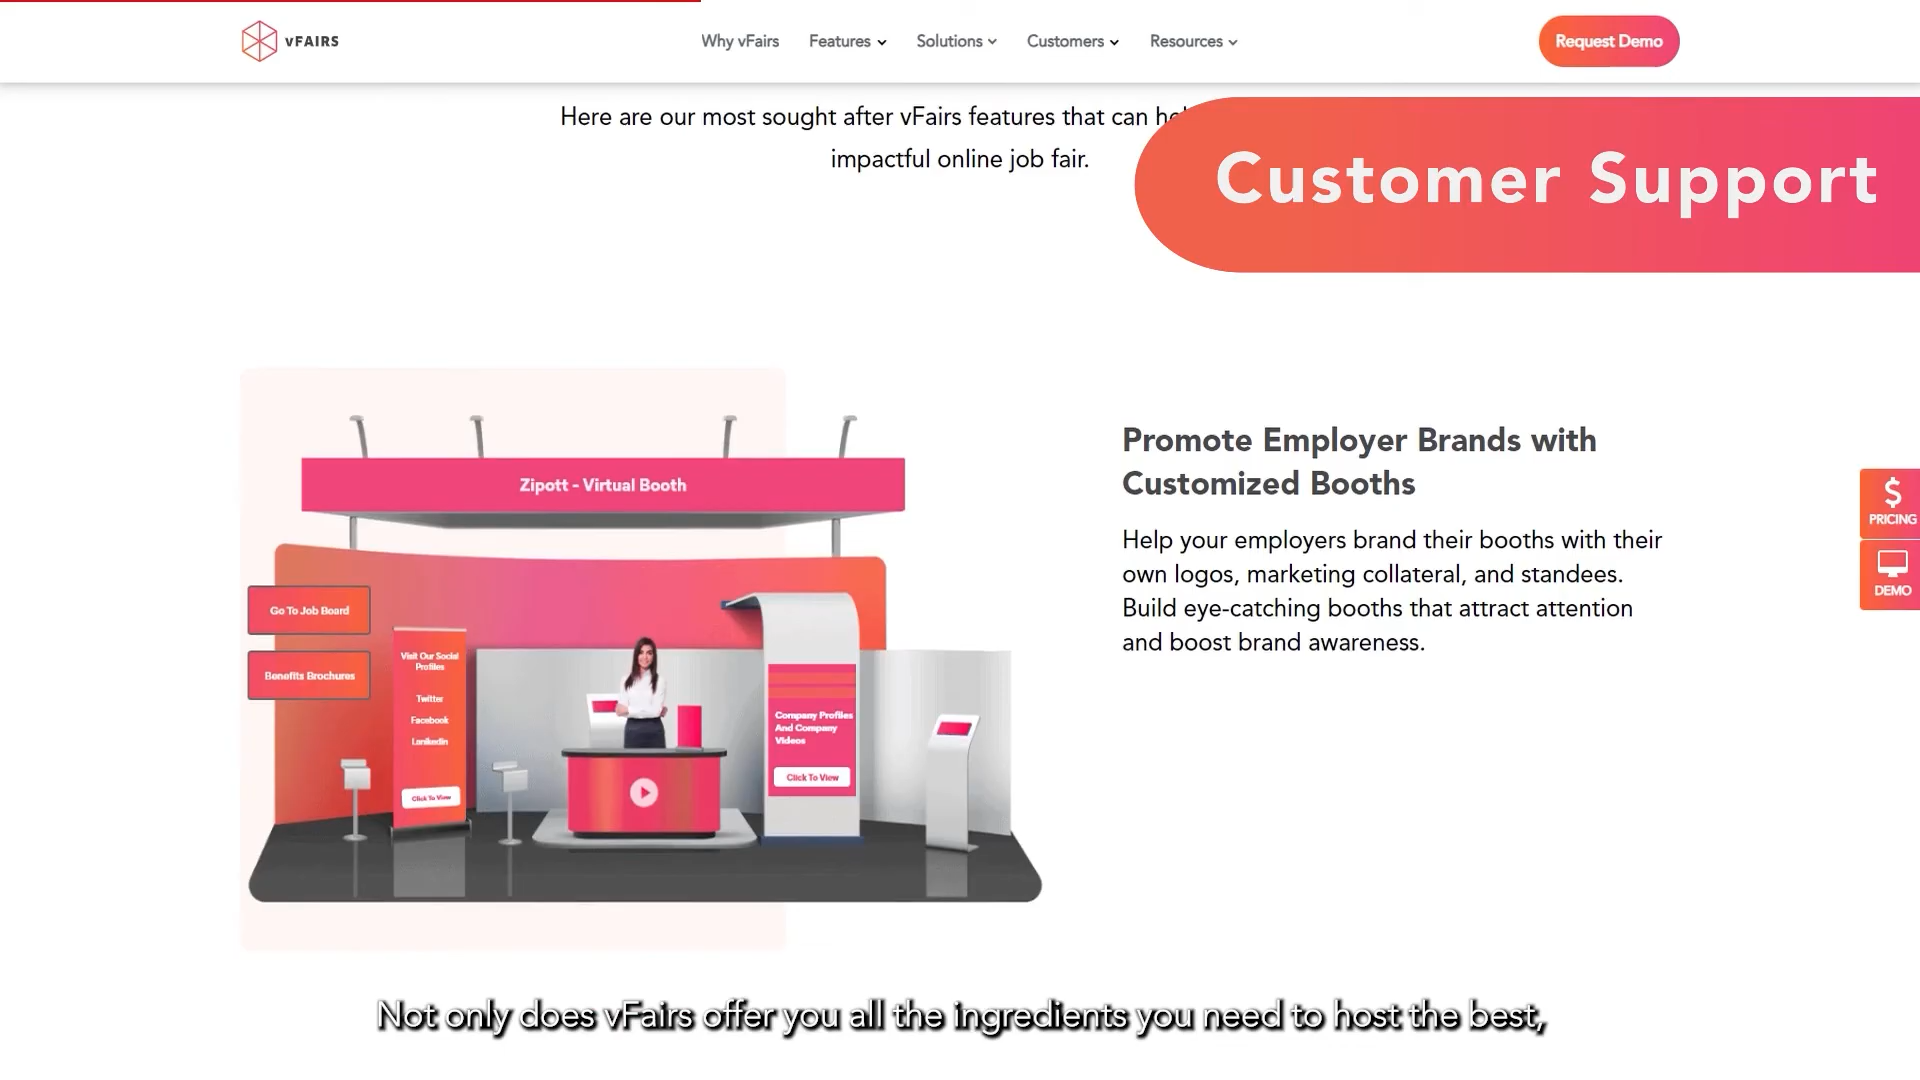 vFAIRS
Why vFairs
Features
Solutions
Customers
Resources
Request Demo
Here are our most sought after vFairs features that can
impactful online job fair.
Customer Support
Zipott - Virtual Booth
Go To Job Board
Benefits Brochures
Visit Our Social
Profiles
Twitter
Facebook
Lanikedin
Click To View
Company Profiles
And Company
Videos
Click To View
Promote Employer Brands with
Customized Booths
Help your employers brand their booths with their
own logos, marketing collateral, and standees.
Build eye-catching booths that attract attention
and boost brand awareness.
$
PRICING
DEMO
Not only does vFairs offer you all the ingredients you need to host the best,